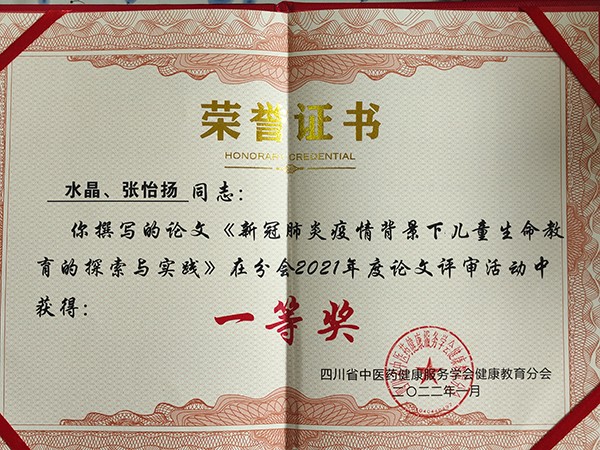 荣誉证书
HONORARY CREDENTIAL
水晶、张怡扬同志：
你撰写的论文《新冠肺炎疫情背景下儿童生命教
育的探索与实践》在分会2021年度论文评审活动中
获得：
一等奖
四川省中医药健康服务学会健康教育分会
二〇二二年一月